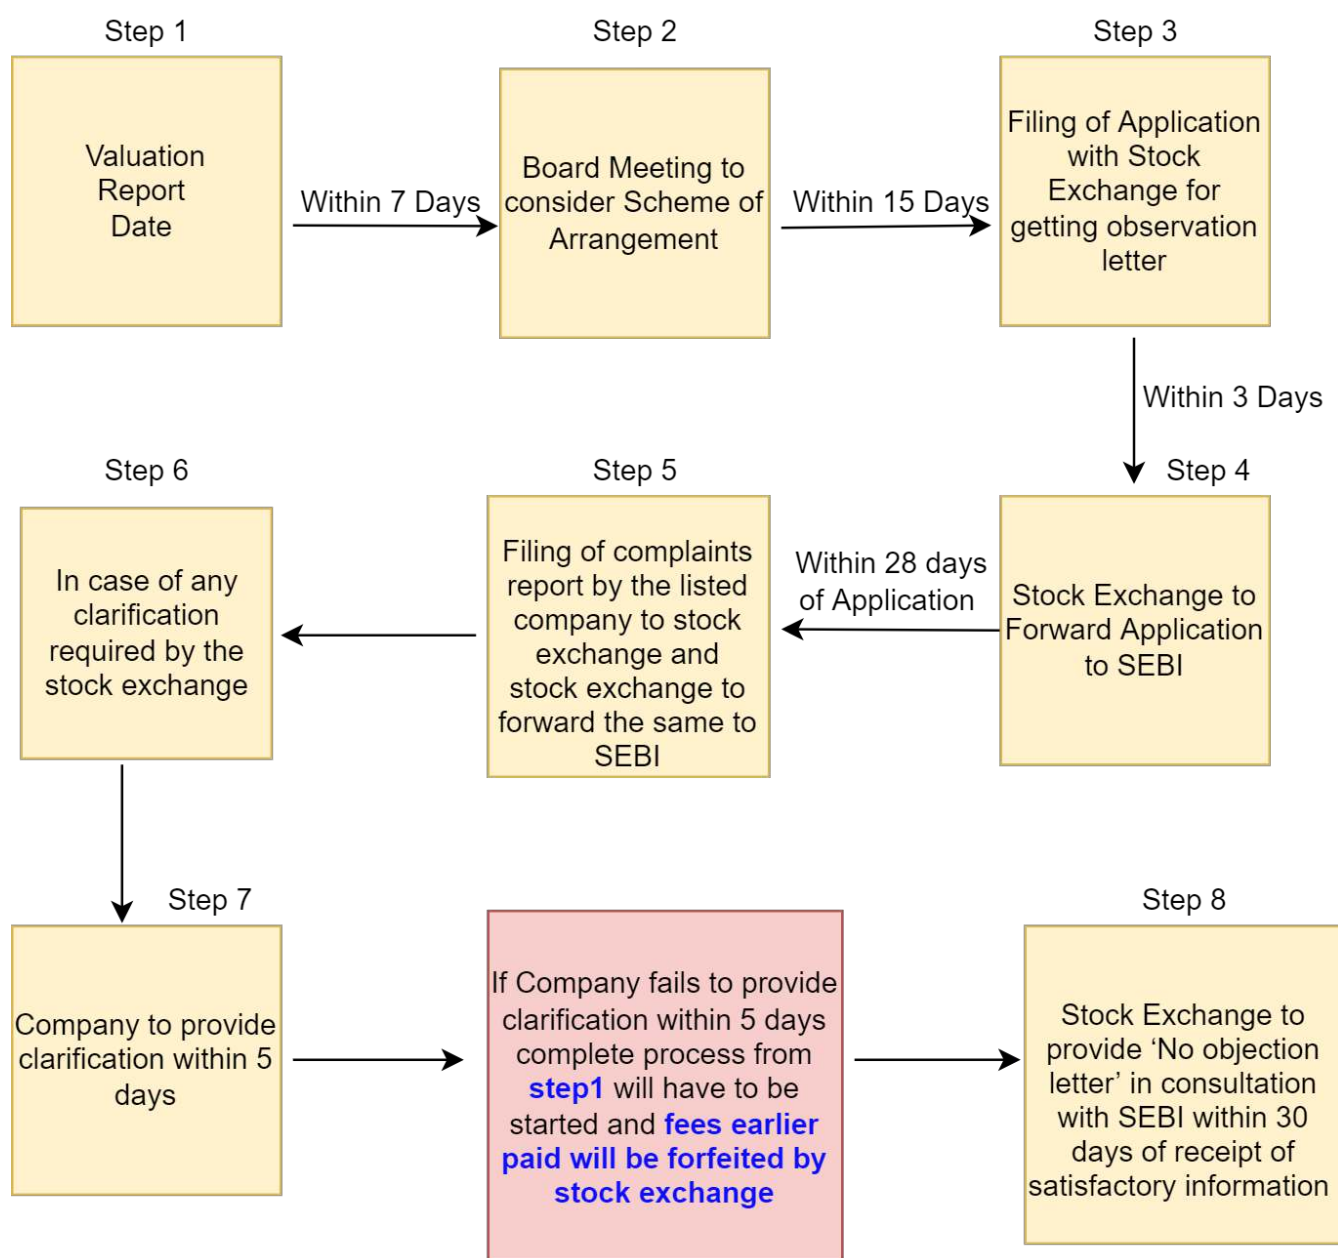 Step 1
Valuation
Report
Date
Within 7 Days
Step 2
Board Meeting to
consider Scheme of
Arrangement
Within 15 Days
Step 3
Filing of Application
with Stock
Exchange for
getting observation
letter
Within 3 Days
Step 4
Stock Exchange to
Forward Application
to SEBI
Within 28 days
of Application
Step 5
Filing of complaints
report by the listed
company to stock
exchange and
stock exchange to
forward the same to
SEBI
Step 6
In case of any
clarification
required by the
stock exchange
Step 7
Company to provide
clarification within 5
days
If Company fails to provide
clarification within 5 days
complete process from
step1 will have to be
started and fees earlier
paid will be forfeited by
stock exchange
Step 8
Stock Exchange to
provide ‘No objection
letter’ in consultation
with SEBI within 30
days of receipt of
satisfactory information